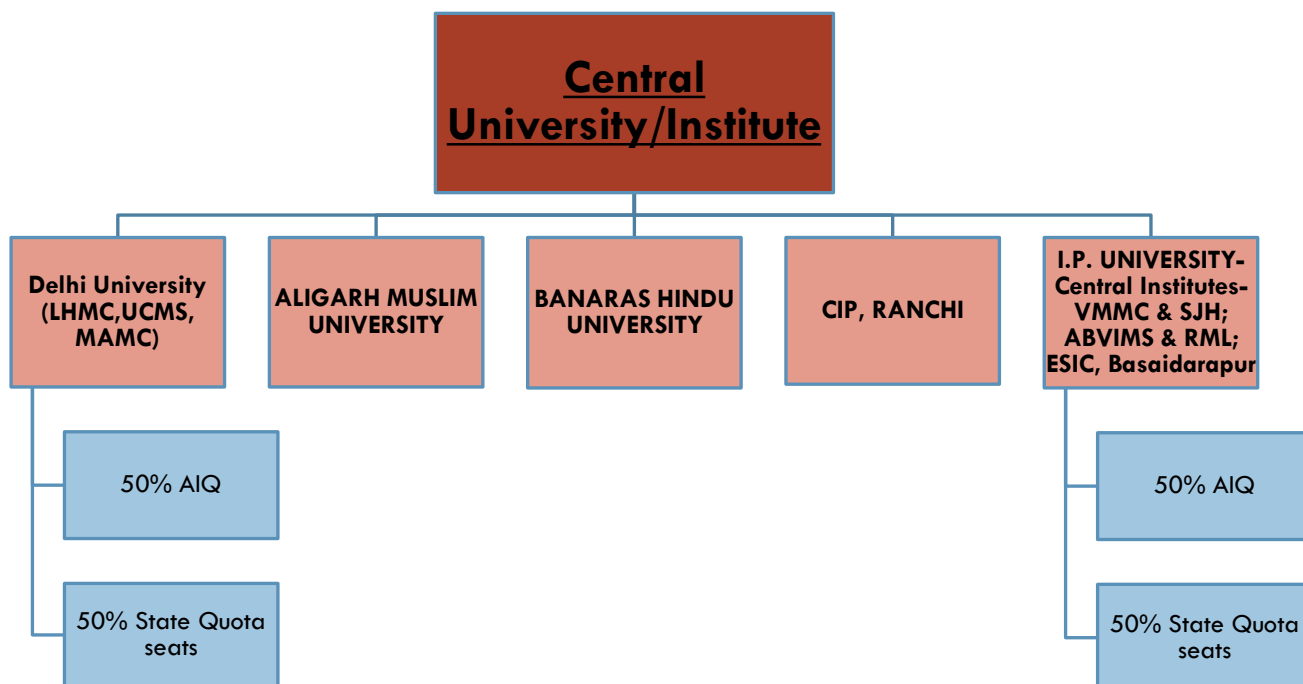 Central
University/Institute
Delhi University
(LHMC,UCMS,
MAMC)
ALIGARH MUSLIM
UNIVERSITY
BANARAS HINDU
UNIVERSITY
CIP, RANCHI
I.P. UNIVERSITY-
Central Institutes-
VMMC & SJH;
ABVIMS & RML;
ESIC, Basaidarapur
50% AIQ
50% State Quota
seats
50% AIQ
50% State Quota
seats